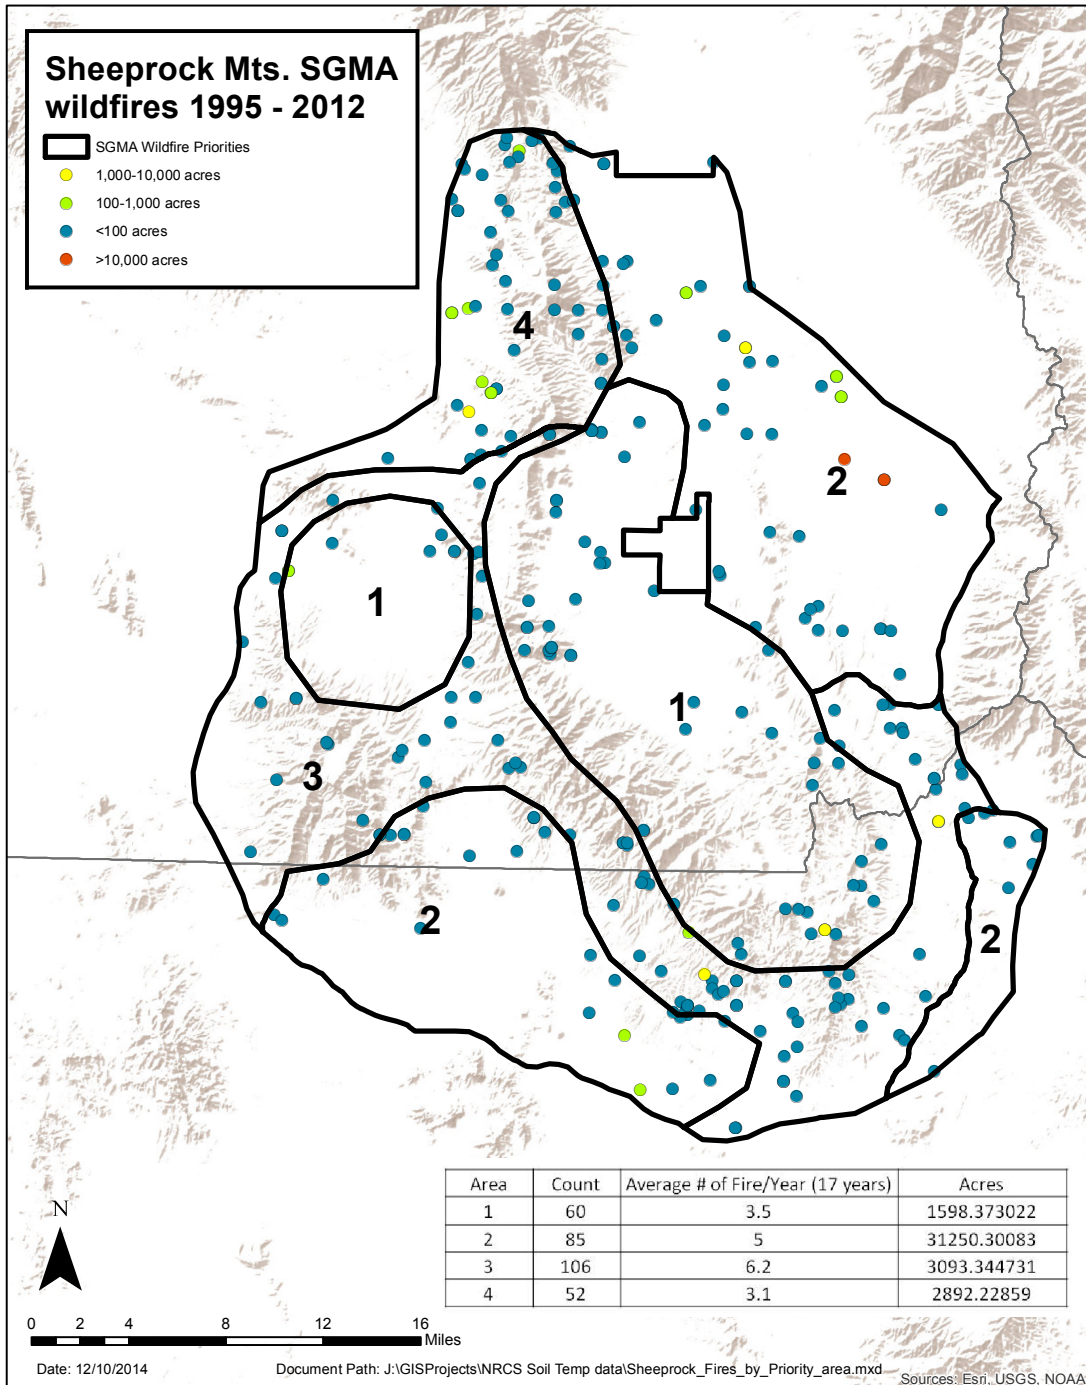 Sheeprock Mts. SGMA
wildfires 1995 - 2012
SGMA Wildfire Priorities
1,000-10,000 acres
100-1,000 acres
<100 acres
>10,000 acres
4
2
1
1
3
2
2
Area Count Average # of Fire/Year (17 years) Acres
1 60 3.5 1598.373022
2 85 5 31250.30083
3 106 6.2 3093.344731
4 52 3.1 2892.22859
N
0 2 4 8 12 16
Miles
Date: 12/10/2014
Document Path: J:\GISProjects\NRCS Soil Temp data\Sheeprock_Fires_by_Priority_area.mxd
Sources: Esri, USGS, NOAA